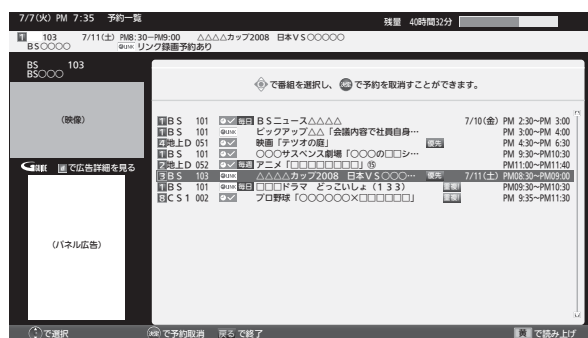 7/7(火) PM 7:35 予約一覧 残量 40時間32分
1 103 7/11(土) PM8:30-PM9:00 △△△△カップ2008 日本VS○○○○○
BS○○○○ リンク録画予約あり
BS 103
BS○○○
で番組を選択し、 で予約を取消すことができます。
(映像)
で広告詳細を見る
(パネル広告)
1 BS 101 毎日 BSニュース△△△△ 7/10(金) PM 2:30~PM 3:00
1 BS 101 ピックアップ△△「会議内容で社員自身… PM 3:00~PM 4:00
4 地上D 051 映画「テツオの庭」 優先 PM 4:30~PM 6:30
1 BS 101 ○○○サスペンス劇場「○○○の□□シ… PM 9:30~PM10:30
2 地上D 052 毎週 アニメ「□□□□□□□□」⑮ PM11:00~PM11:40
3 BS 103 △△△△カップ2008 日本VS○○○… 優先 7/11(土) PM08:30~PM09:00
1 BS 101 毎日 □□□ドラマ どっこいしょ(133) 重複! PM09:30~PM10:30
8 CS1 002 プロ野球「○○○○○○×□□□□□□」 重複! PM 9:35~PM11:30
で選択 で予約取消 戻る で終了 黄 で読み上げ